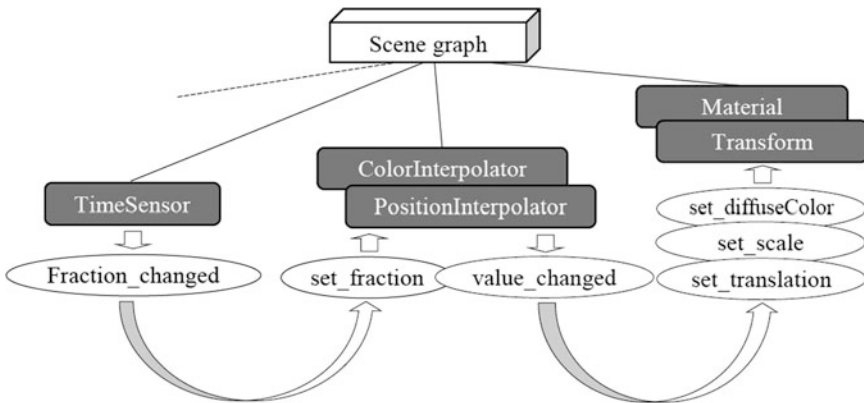 Scene graph
Material
Transform
ColorInterpolator
PositionInterpolator
TimeSensor
set_diffuseColor
set_scale
set_translation
Fraction_changed
set_fraction
value_changed